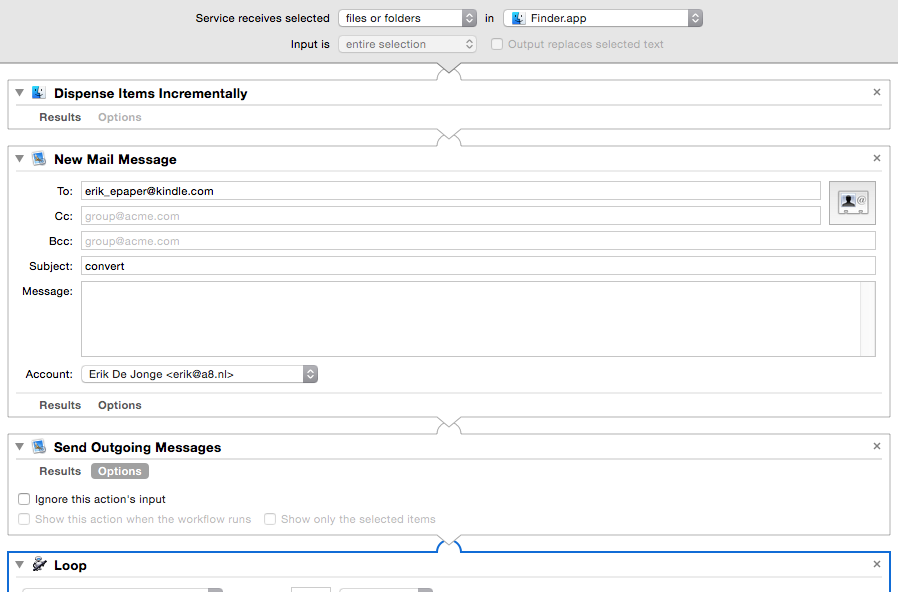 Service receives selected files or folders in Finder.app
Input is entire selection Output replaces selected text
Dispense Items Incrementally
Results Options
New Mail Message
To: erik_epaper@kindle.com
Cc: group@acme.com
Bcc: group@acme.com
Subject: convert
Message:
Account: Erik De Jonge <erik@a8.nl>
Results Options
Send Outgoing Messages
Results Options
Ignore this action's input
Show this action when the workflow runs Show only the selected items
Loop